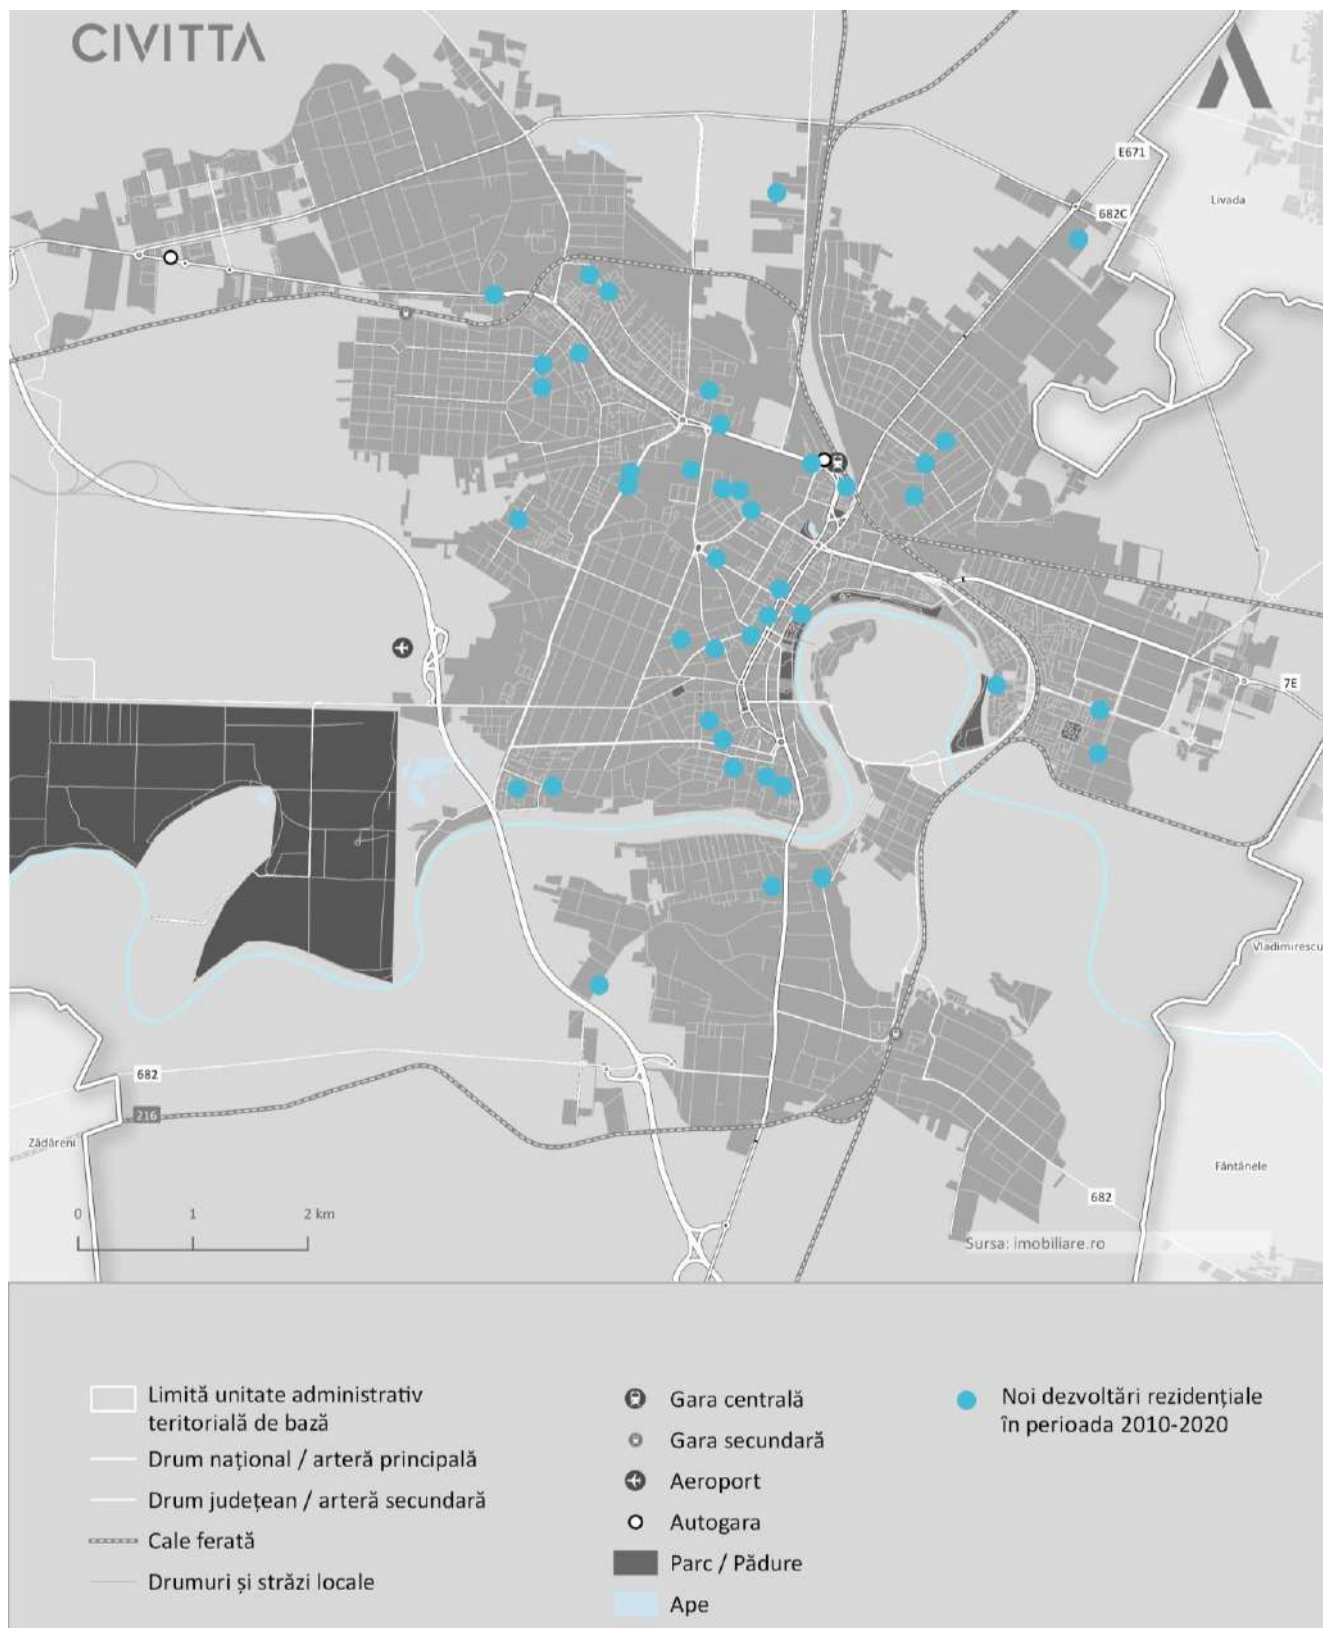 CIVITTA
E671
682C
Livada
7E
Vladimirescu
682
216
Zădăreni
Fântânele
682
0 1 2 km
Sursa: imobiliare.ro
Limită unitate administrativ
teritorială de bază
Drum național / arteră principală
Drum județean / arteră secundară
Cale ferată
Drumuri și străzi locale
Gara centrală
Gara secundară
Aeroport
Autogara
Parc / Pădure
Ape
Noi dezvoltări rezidențiale
în perioada 2010-2020